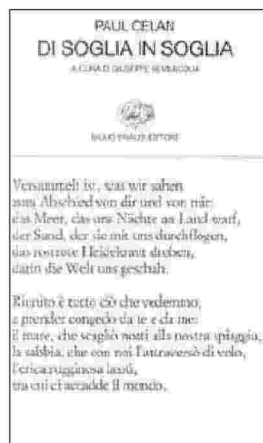 PAUL CELAN
DI SOGLIA IN SOGLIA
A CURA DI GIUSEPPE BEVILACQUA
GIULIO EINAUDI EDITORE
Versammelt ist, was wir sahen
zum Abschied von dir und von mir:
das Meer, das uns Nächte an Land warf,
der Sand, der sie mit uns durchflogen,
das rostrote Heidekraut droben,
darin die Welt uns geschah.
Riunito è tutto ciò che vedemmo,
a prender congedo da te e da me:
il mare, che scagliò notti alla nostra spiaggia,
la sabbia, che con noi l'attraversò di volo,
l'erica rugginosa lassù,
tra cui ci accadde il mondo.